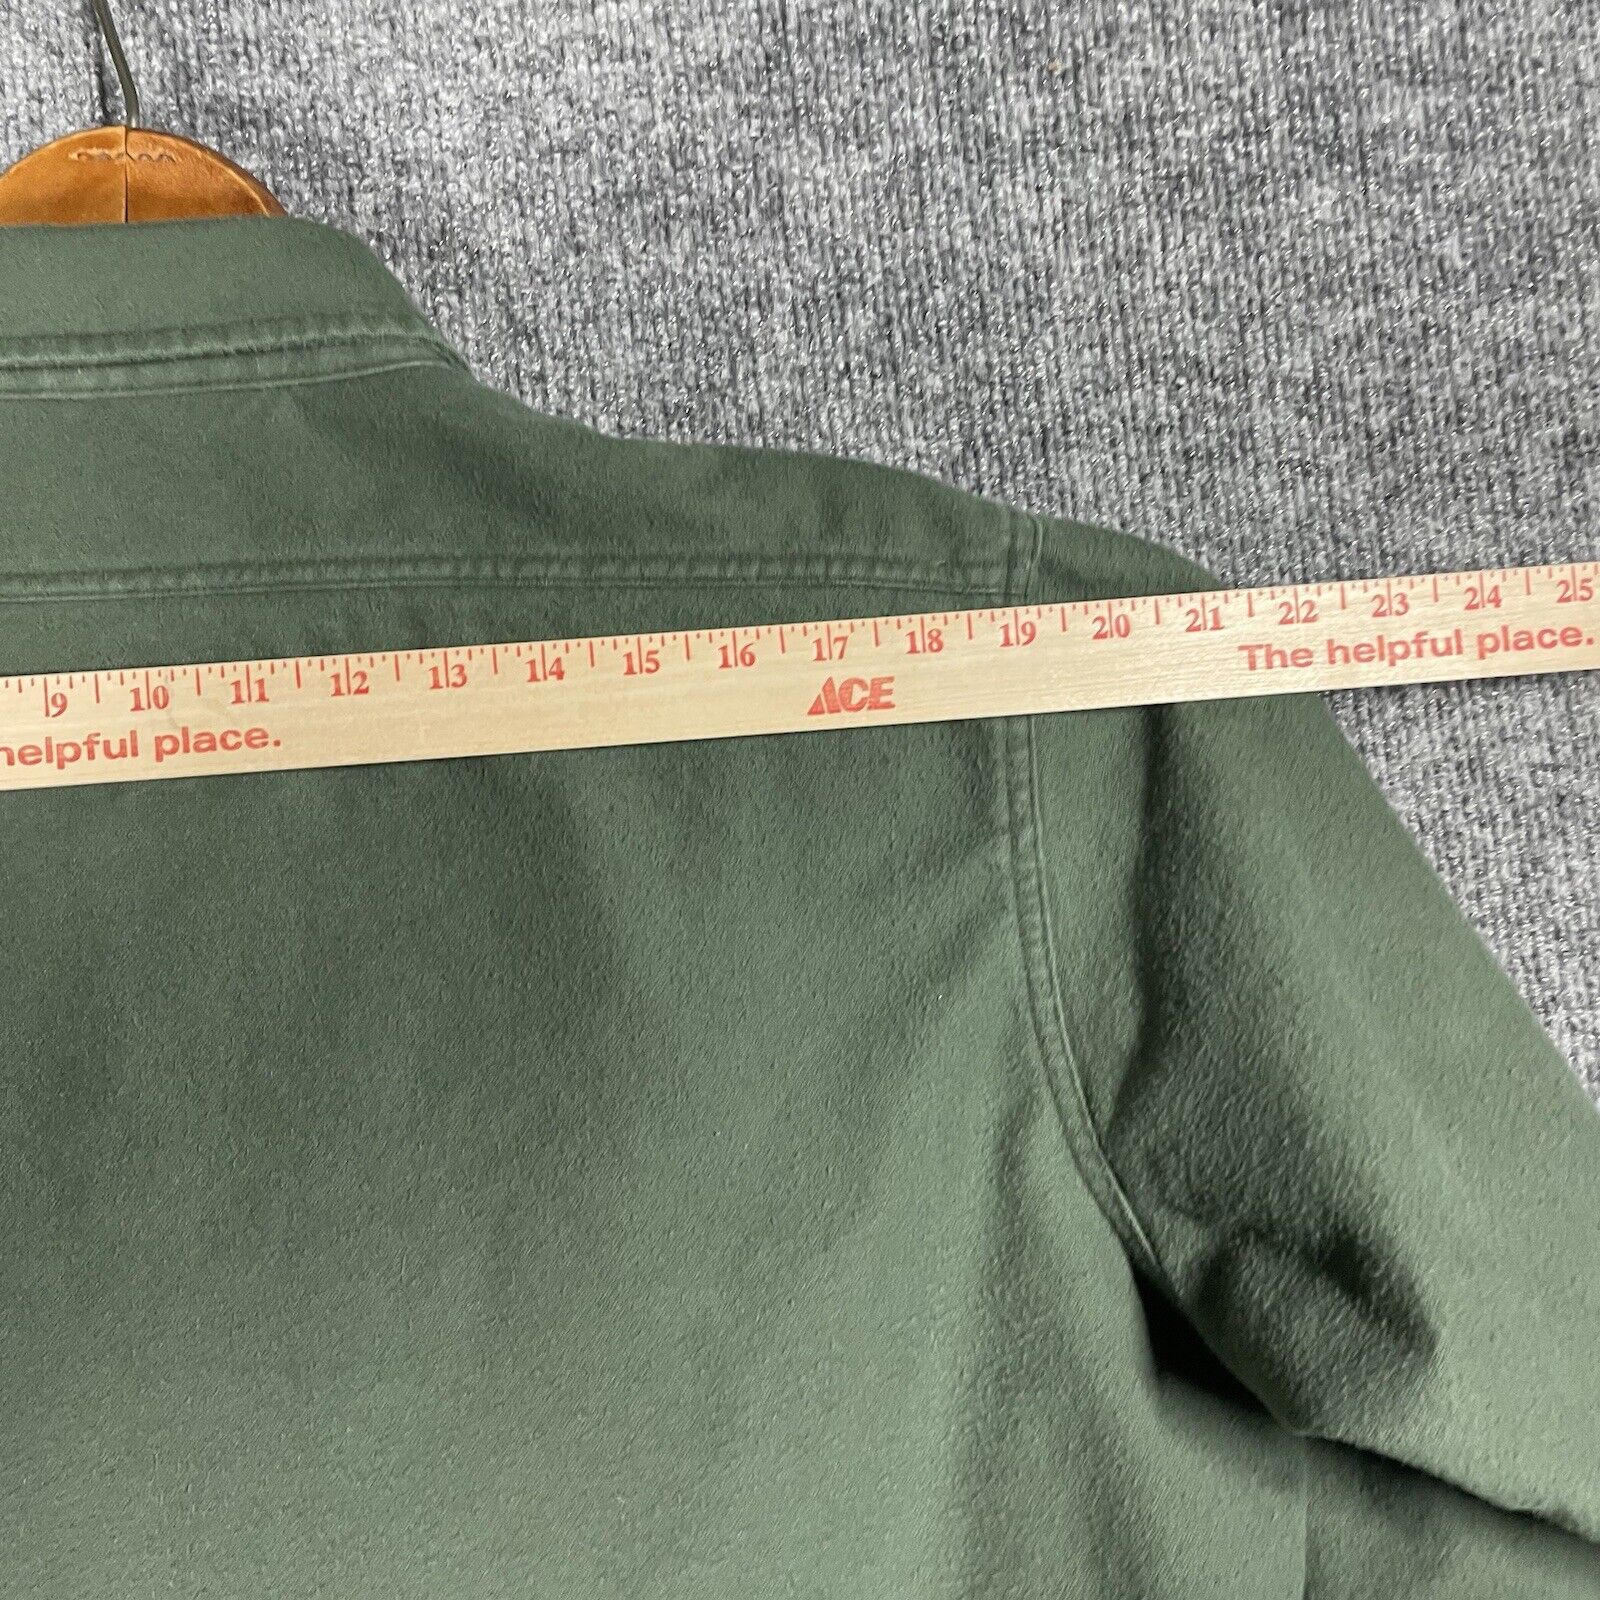 9 10 11 12 13 14 15 16 17 18 19 20 21 22 23 24 25
helpful place.
ACE
The helpful place.